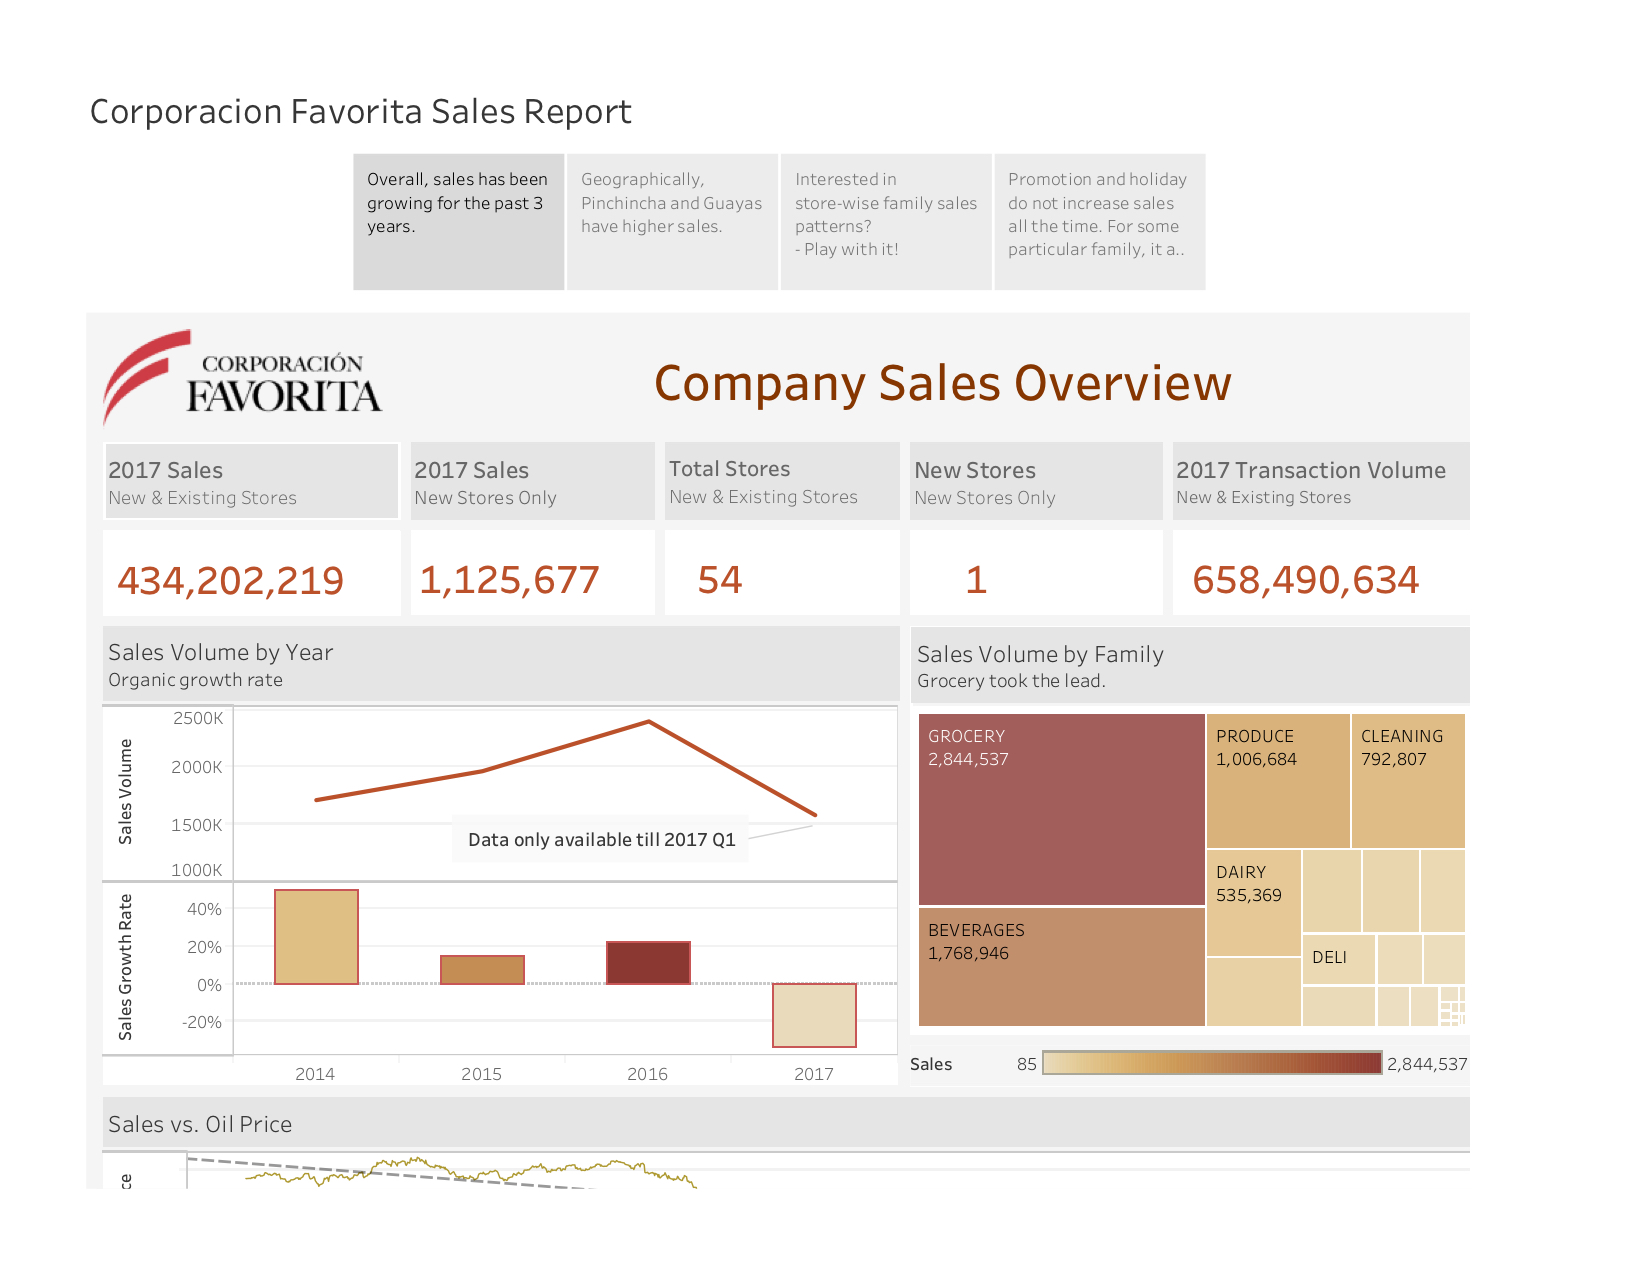 Corporacion Favorita Sales Report
Overall, sales has been
growing for the past 3
years.
Geographically,
Pinchincha and Guayas
have higher sales.
Interested in
store-wise family sales
patterns?
- Play with it!
Promotion and holiday
do not increase sales
all the time. For some
particular family, it a..
CORPORACIÓN
FAVORITA
Company Sales Overview
2017 Sales
New & Existing Stores
434,202,219
2017 Sales
New Stores Only
1,125,677
Total Stores
New & Existing Stores
54
New Stores
New Stores Only
1
2017 Transaction Volume
New & Existing Stores
658,490,634
Sales Volume by Year
Organic growth rate
Sales Volume
2500K
2000K
1500K
1000K
Data only available till 2017 Q1
Sales Growth Rate
40%
20%
0%
-20%
2014
2015
2016
2017
Sales Volume by Family
Grocery took the lead.
GROCERY
2,844,537
BEVERAGES
1,768,946
PRODUCE
1,006,684
CLEANING
792,807
DAIRY
535,369
DELI
Sales
85
2,844,537
Sales vs. Oil Price
ce